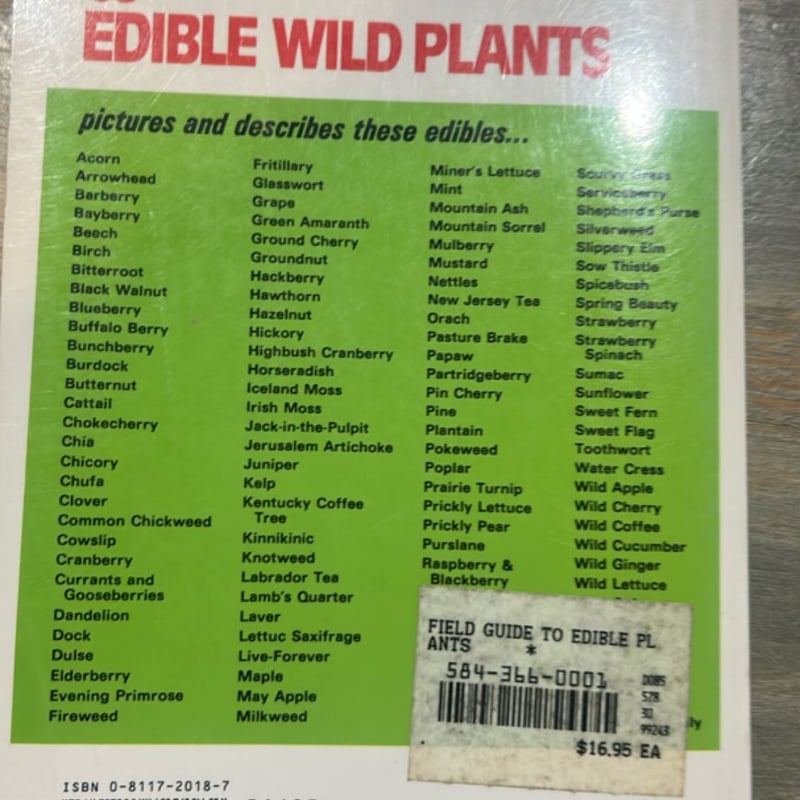 EDIBLE WILD PLANTS
pictures and describes these edibles...
Acorn
Arrowhead
Barberry
Bayberry
Beech
Birch
Bitterroot
Black Walnut
Blueberry
Buffalo Berry
Bunchberry
Burdock
Butternut
Cattail
Chokecherry
Chia
Chicory
Chufa
Clover
Common Chickweed
Cowslip
Cranberry
Currants and
Gooseberries
Dandelion
Dock
Dulse
Elderberry
Evening Primrose
Fireweed
Fritillary
Glasswort
Grape
Green Amaranth
Ground Cherry
Groundnut
Hackberry
Hawthorn
Hazelnut
Hickory
Highbush Cranberry
Horseradish
Iceland Moss
Irish Moss
Jack-in-the-Pulpit
Jerusalem Artichoke
Juniper
Kelp
Kentucky Coffee
Tree
Kinnikinic
Knotweed
Labrador Tea
Lamb's Quarter
Laver
Lettuc Saxifrage
Live-Forever
Maple
May Apple
Milkweed
Miner's Lettuce
Mint
Mountain Ash
Mountain Sorrel
Mulberry
Mustard
Nettles
New Jersey Tea
Orach
Pasture Brake
Papaw
Partridgeberry
Pin Cherry
Pine
Plantain
Pokeweed
Poplar
Prairie Turnip
Prickly Lettuce
Prickly Pear
Purslane
Raspberry &
Blackberry
Scurvy Grass
Serviceberry
Shepherd's Purse
Silverweed
Slippery Elm
Sow Thistle
Spicebush
Spring Beauty
Strawberry
Strawberry
Spinach
Sumac
Sunflower
Sweet Fern
Sweet Flag
Toothwort
Water Cress
Wild Apple
Wild Cherry
Wild Coffee
Wild Cucumber
Wild Ginger
Wild Lettuce
ly
FIELD GUIDE TO EDIBLE PL
ANTS *
584-366-0001
D085
578
30
99243
$16.95 EA
ISBN 0-8117-2018-7